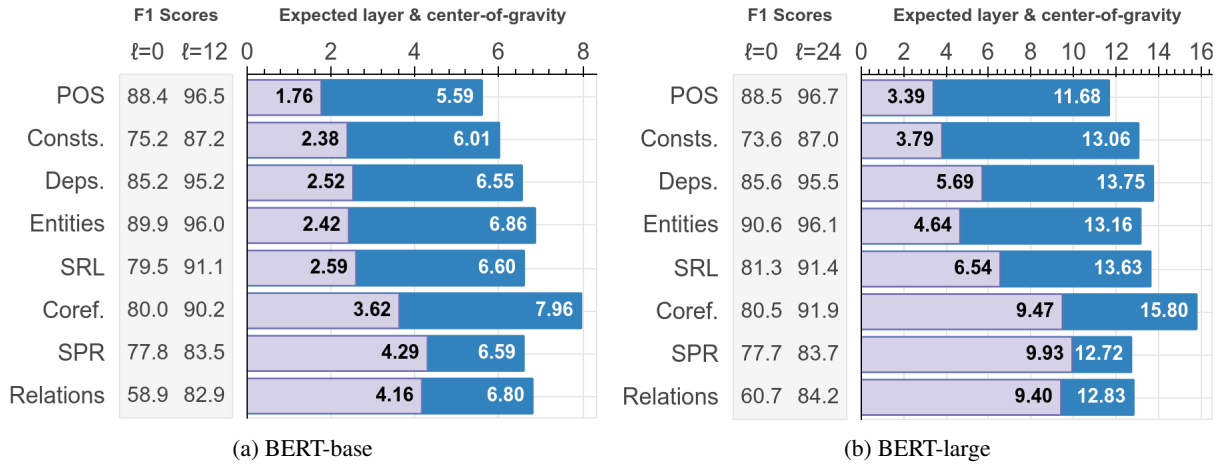 F1 Scores Expected layer & center-of-gravity
ℓ=0 ℓ=12 0 2 4 6 8
POS 88.4 96.5 1.76 5.59
Consts. 75.2 87.2 2.38 6.01
Deps. 85.2 95.2 2.52 6.55
Entities 89.9 96.0 2.42 6.86
SRL 79.5 91.1 2.59 6.60
Coref. 80.0 90.2 3.62 7.96
SPR 77.8 83.5 4.29 6.59
Relations 58.9 82.9 4.16 6.80
(a) BERT-base
F1 Scores Expected layer & center-of-gravity
ℓ=0 ℓ=24 0 2 4 6 8 10 12 14 16
POS 88.5 96.7 3.39 11.68
Consts. 73.6 87.0 3.79 13.06
Deps. 85.6 95.5 5.69 13.75
Entities 90.6 96.1 4.64 13.16
SRL 81.3 91.4 6.54 13.63
Coref. 80.5 91.9 9.47 15.80
SPR 77.7 83.7 9.93 12.72
Relations 60.7 84.2 9.40 12.83
(b) BERT-large